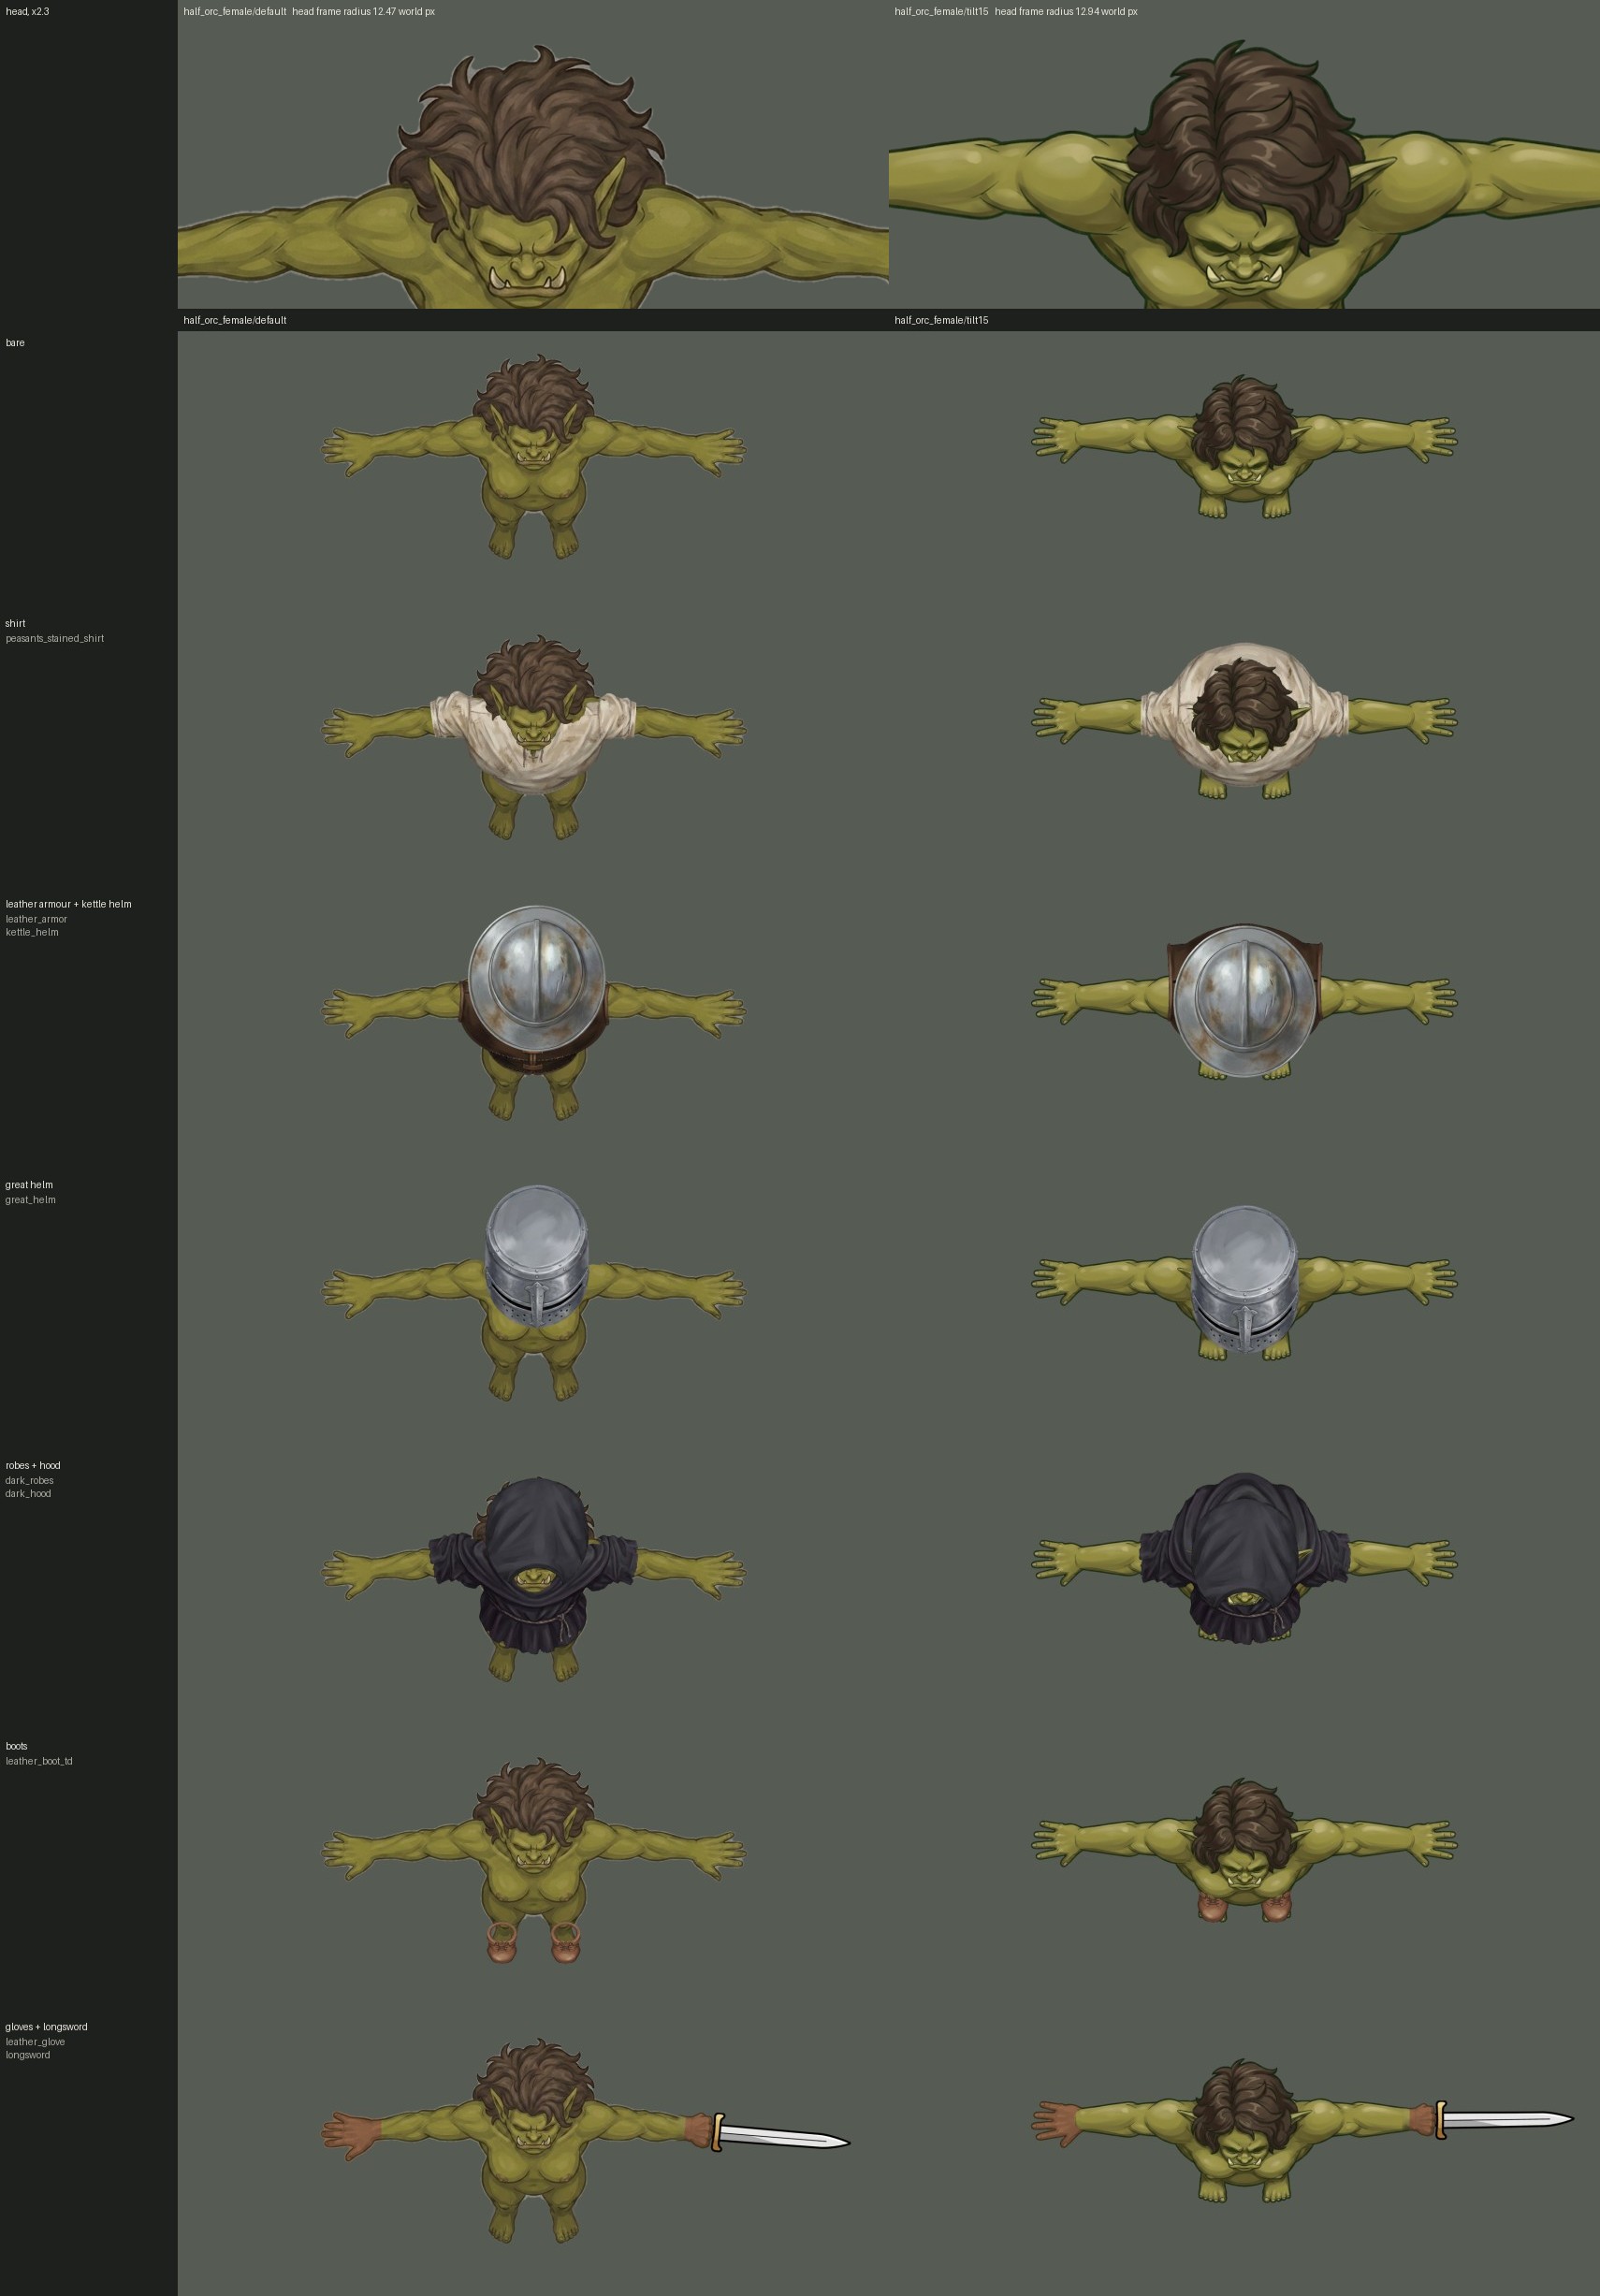 head, x2.3
half_orc_female/default head frame radius 12.47 world px
half_orc_female/tilt15 head frame radius 12.94 world px
half_orc_female/default
half_orc_female/tilt15
bare
shirt
peasants_stained_shirt
leather armour + kettle helm
leather_armor
kettle_helm
great helm
great_helm
robes + hood
dark_robes
dark_hood
boots
leather_boot_td
gloves + longsword
leather_glove
longsword